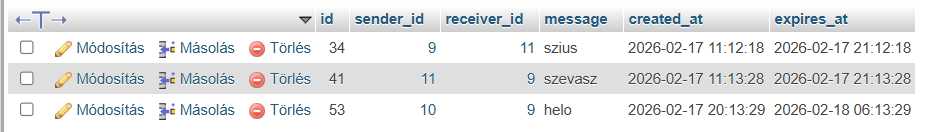 id sender_id receiver_id message created_at expires_at
Módosítás Másolás Törlés 34 9 11 szius 2026-02-17 11:12:18 2026-02-17 21:12:18
Módosítás Másolás Törlés 41 11 9 szevasz 2026-02-17 11:13:28 2026-02-17 21:13:28
Módosítás Másolás Törlés 53 10 9 helo 2026-02-17 20:13:29 2026-02-18 06:13:29